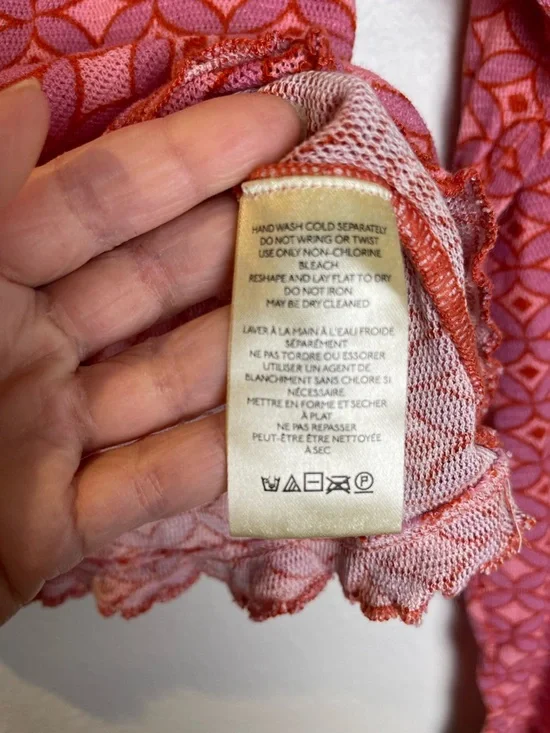 HAND WASH COLD SEPARATELY
DO NOT WRING OR TWIST
USE ONLY NON-CHLORINE
BLEACH
RESHAPE AND LAY FLAT TO DRY
DO NOT IRON
MAY BE DRY CLEANED
LAVER À LA MAIN À L'EAU FROIDE
SÉPARÉMENT
NE PAS TORDRE OU ESSORER
UTILISER UN AGENT DE
BLANCHIMENT SANS CHLORE SI
NÉCESSAIRE
METTRE EN FORME ET SECHER
À PLAT
NE PAS REPASSER
PEUT-ÊTRE ÊTRE NETTOYÉE
À SEC
P